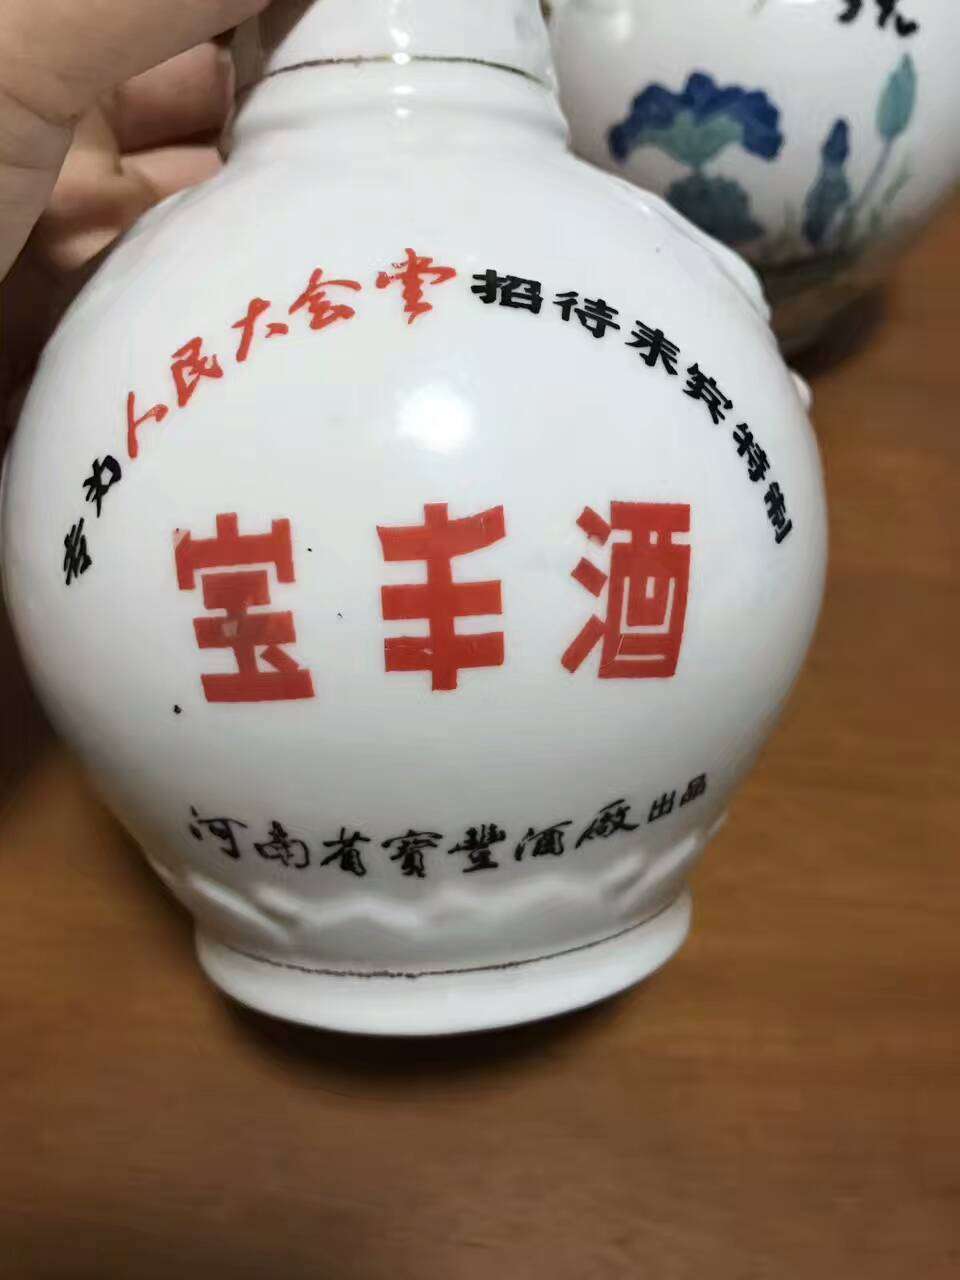 专为人民大会堂招待来宾特制
宝丰酒
河南省寳豐酒廠出品